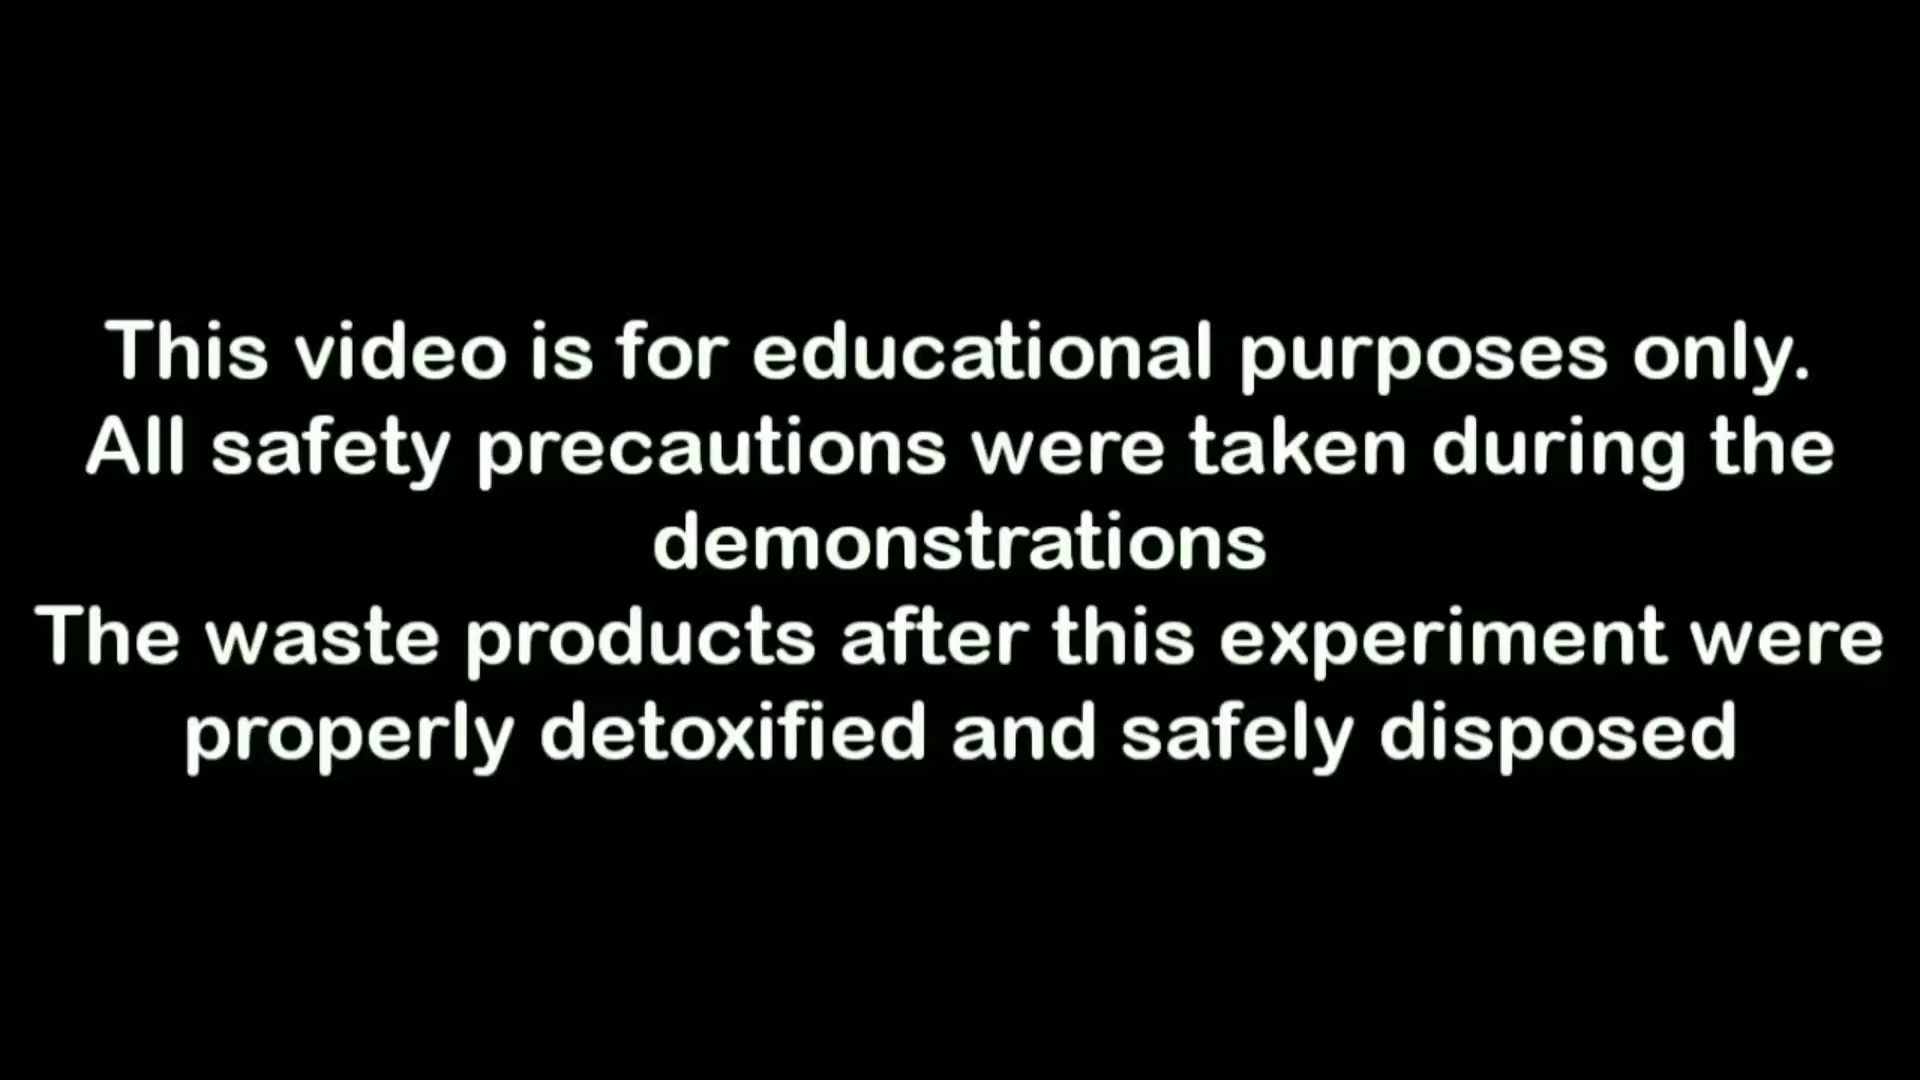 This video is for educational purposes only.
All safety precautions were taken during the
demonstrations
The waste products after this experiment were
properly detoxified and safely disposed